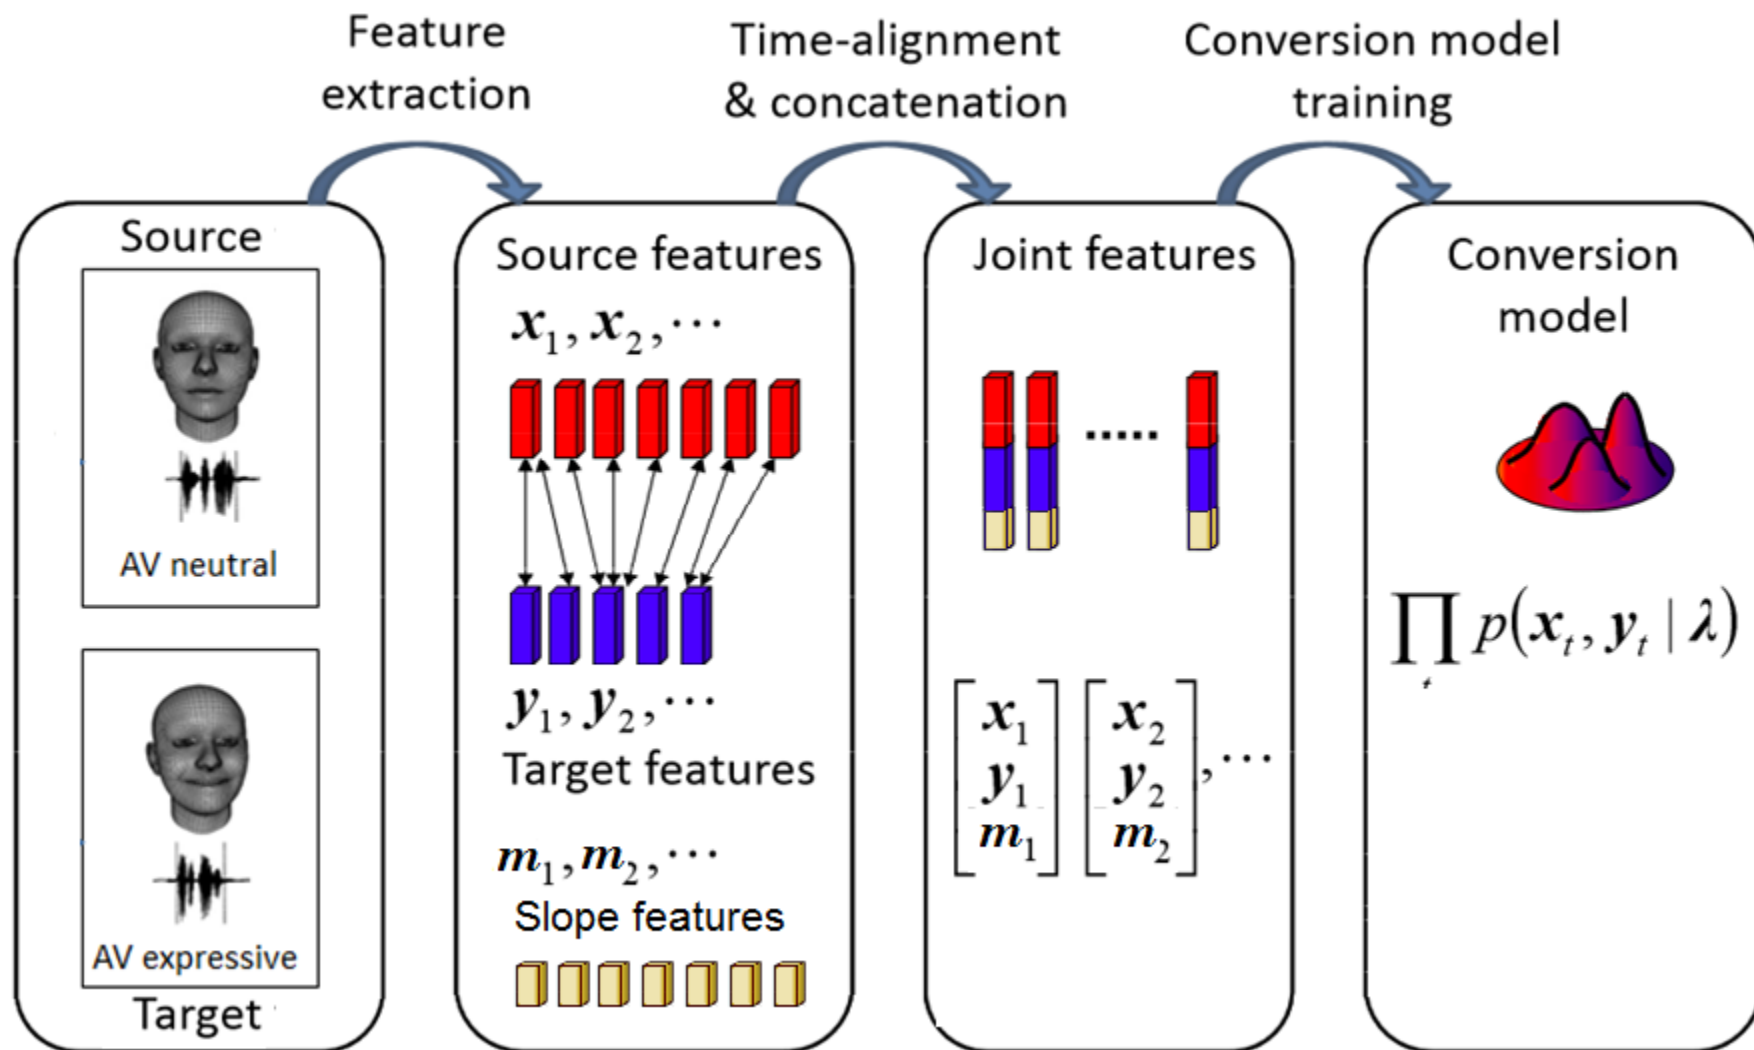 Feature
extraction
Time-alignment
& concatenation
Conversion model
training
Source
AV neutral
AV expressive
Target
Source features
x₁, x₂, ⋯
y₁, y₂, ⋯
Target features
m₁, m₂, ⋯
Slope features
Joint features
.....
[x₁ y₁ m₁] [x₂ y₂ m₂], ⋯
Conversion
model
∏ₜ p(xₜ, yₜ | λ)